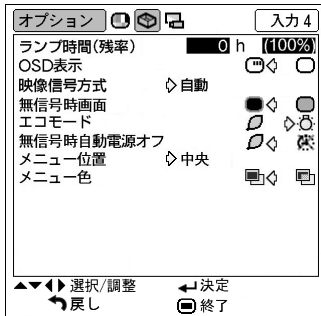 オプション 入力 4
ランプ時間(残率) 0 h (100%)
OSD表示
映像信号方式 自動
無信号時画面
エコモード
無信号時自動電源オフ
メニュー位置 中央
メニュー色
選択/調整 決定
戻し 終了